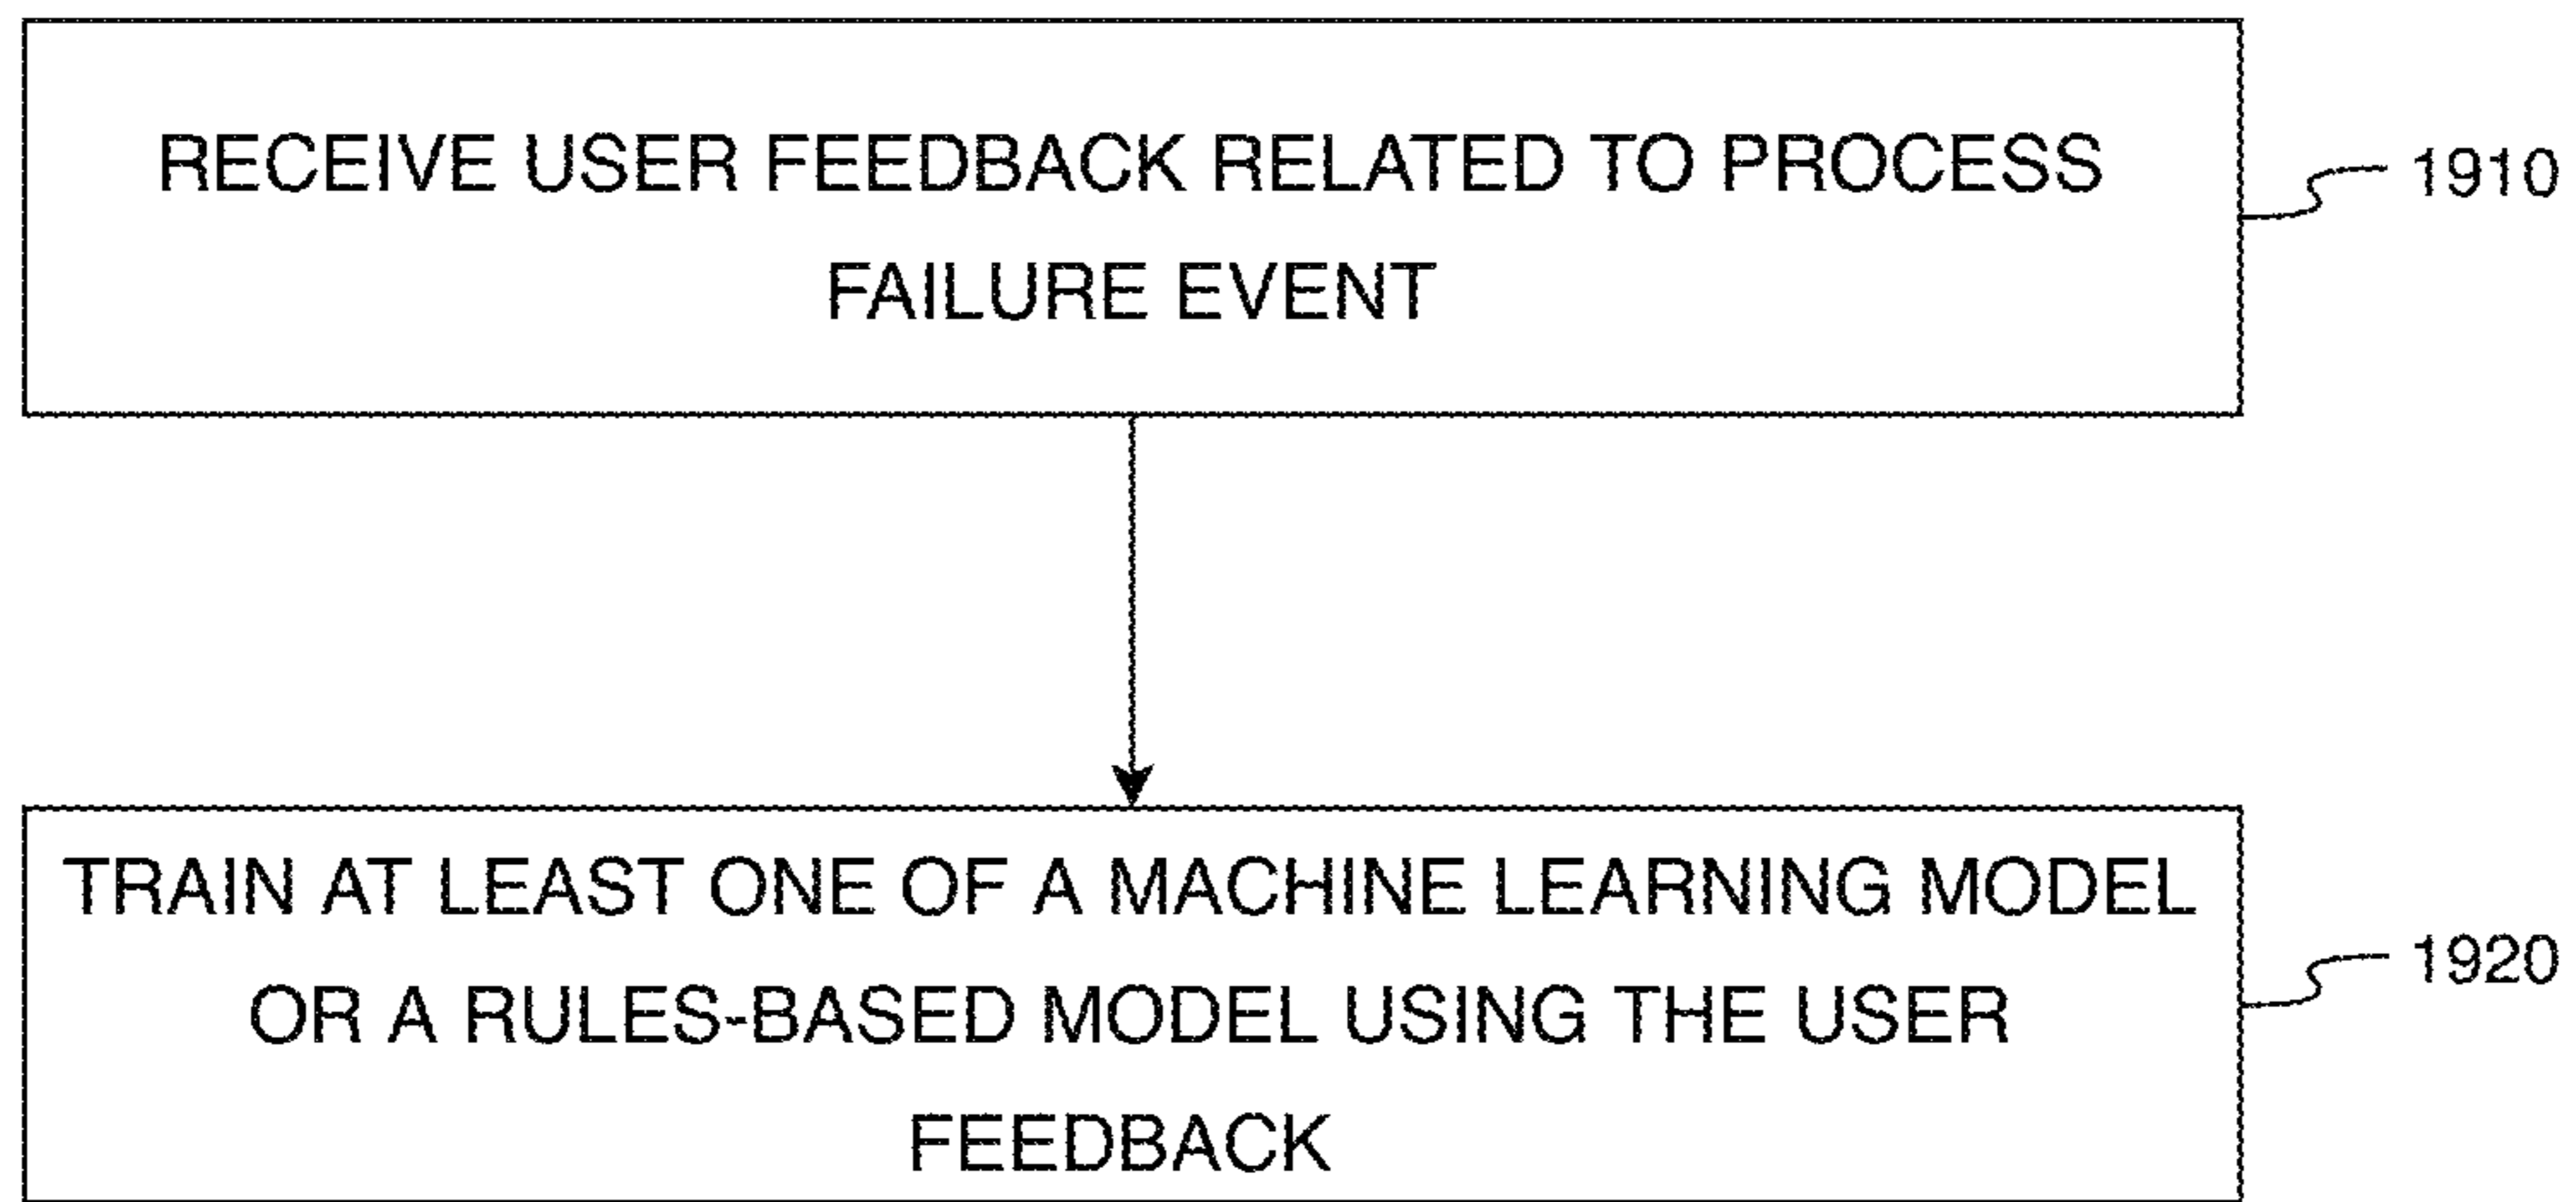 RECEIVE USER FEEDBACK RELATED TO PROCESS
FAILURE EVENT
1910
TRAIN AT LEAST ONE OF A MACHINE LEARNING MODEL
OR A RULES-BASED MODEL USING THE USER
FEEDBACK
1920